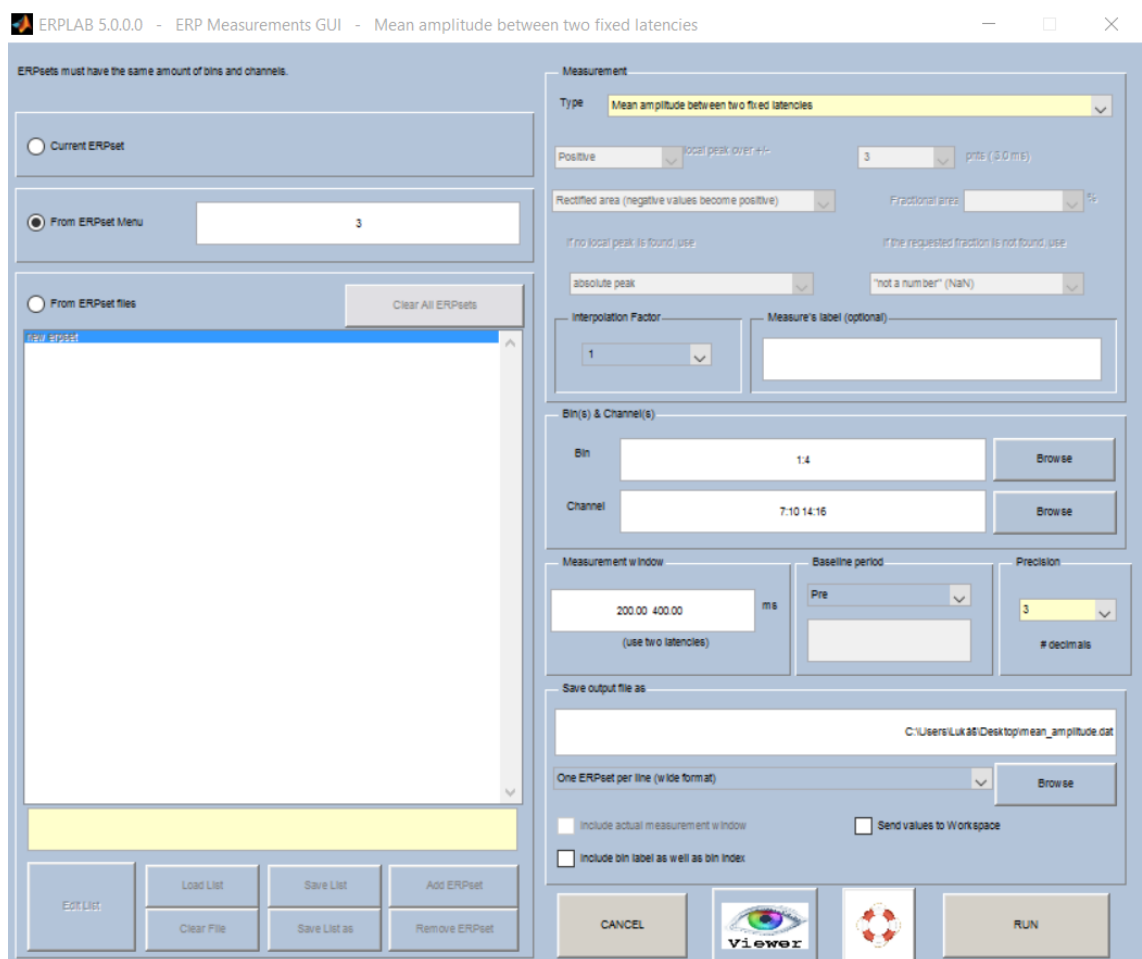 ERPLAB 5.0.0.0 - ERP Measurements GUI - Mean amplitude between two fixed latencies
ERPsets must have the same amount of bins and channels.
Current ERPset
From ERPset Menu
3
From ERPset files
Clear All ERPsets
new erpset
Edit List
Load List
Save List
Add ERPset
Clear File
Save List as
Remove ERPset
Measurement
Type
Mean amplitude between two fixed latencies
Positive
local peak over +/-
3
pnts ( 3.0 ms)
Rectified area (negative values become positive)
Fractional area
%
If no local peak is found, use
If the requested fraction is not found, use
absolute peak
"not a number" (NaN)
Interpolation Factor
1
Measure's label (optional)
Bin(s) & Channel(s)
Bin
1:4
Browse
Channel
7:10 14:16
Browse
Measurement window
200.00 400.00
ms
(use two latencies)
Baseline period
Pre
Precision
3
# decimals
Save output file as
C:\Users\Lukáš\Desktop\mean_amplitude.dat
One ERPset per line (wide format)
Browse
Include actual measurement window
Send values to Workspace
Include bin label as well as bin index
CANCEL
Viewer
RUN